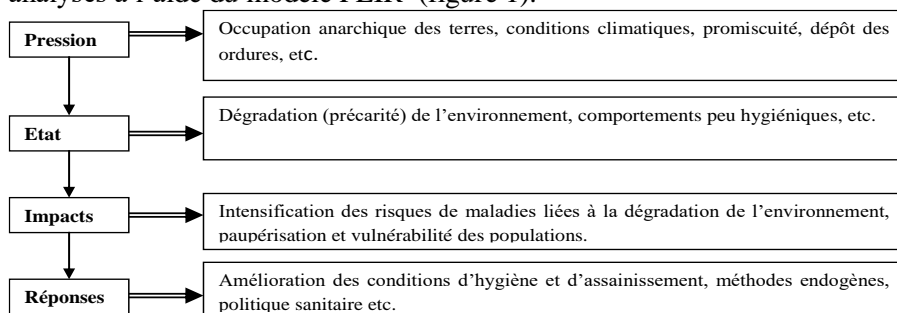 analysés à l'aide du modèle PEIR (figure 1).
Pression
Occupation anarchique des terres, conditions climatiques, promiscuité, dépôt des
ordures, etc.
Etat
Dégradation (précarité) de l'environnement, comportements peu hygiéniques, etc.
Impacts
Intensification des risques de maladies liées à la dégradation de l'environnement,
paupérisation et vulnérabilité des populations.
Réponses
Amélioration des conditions d'hygiène et d'assainissement, méthodes endogènes,
politique sanitaire etc.